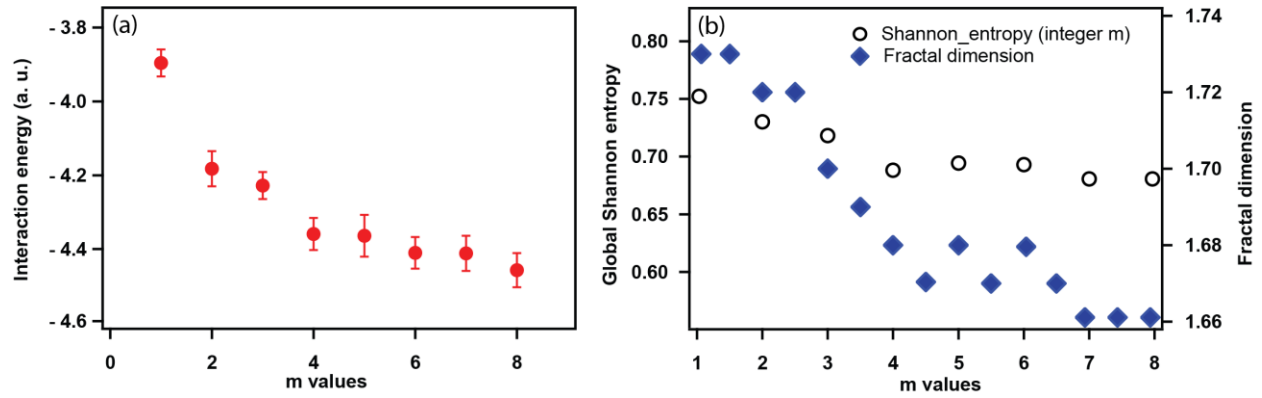 (a)
Interaction energy (a. u.)
- 3.8
- 4.0
- 4.2
- 4.4
- 4.6
0 2 4 6 8
m values
(b)
Shannon_entropy (integer m)
Fractal dimension
Global Shannon entropy
0.80
0.75
0.70
0.65
0.60
1 2 3 4 5 6 7 8
m values
1.74
1.72
1.70
1.68
1.66
Fractal dimension